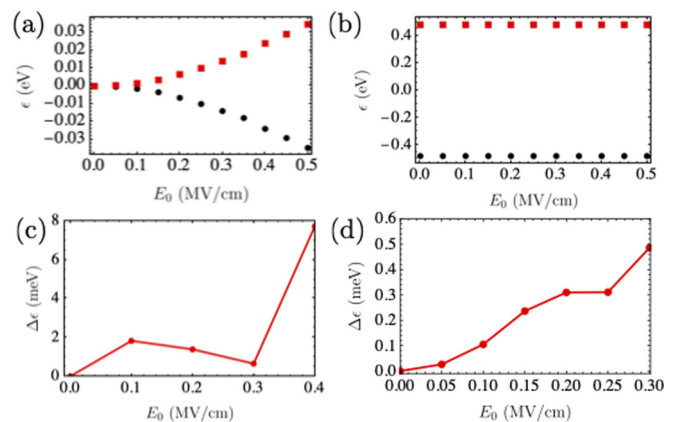 (a)
0.03
0.02
0.01
0.00
−0.01
−0.02
−0.03
ϵ (eV)
0.0 0.1 0.2 0.3 0.4 0.5
E₀ (MV/cm)
(b)
0.4
0.2
0.0
−0.2
−0.4
ϵ (eV)
0.0 0.1 0.2 0.3 0.4 0.5
E₀ (MV/cm)
(c)
8
6
4
2
0
Δϵ (meV)
0.0 0.1 0.2 0.3 0.4
E₀ (MV/cm)
(d)
0.6
0.5
0.4
0.3
0.2
0.1
0.0
Δϵ (meV)
0.00 0.05 0.10 0.15 0.20 0.25 0.30
E₀ (MV/cm)